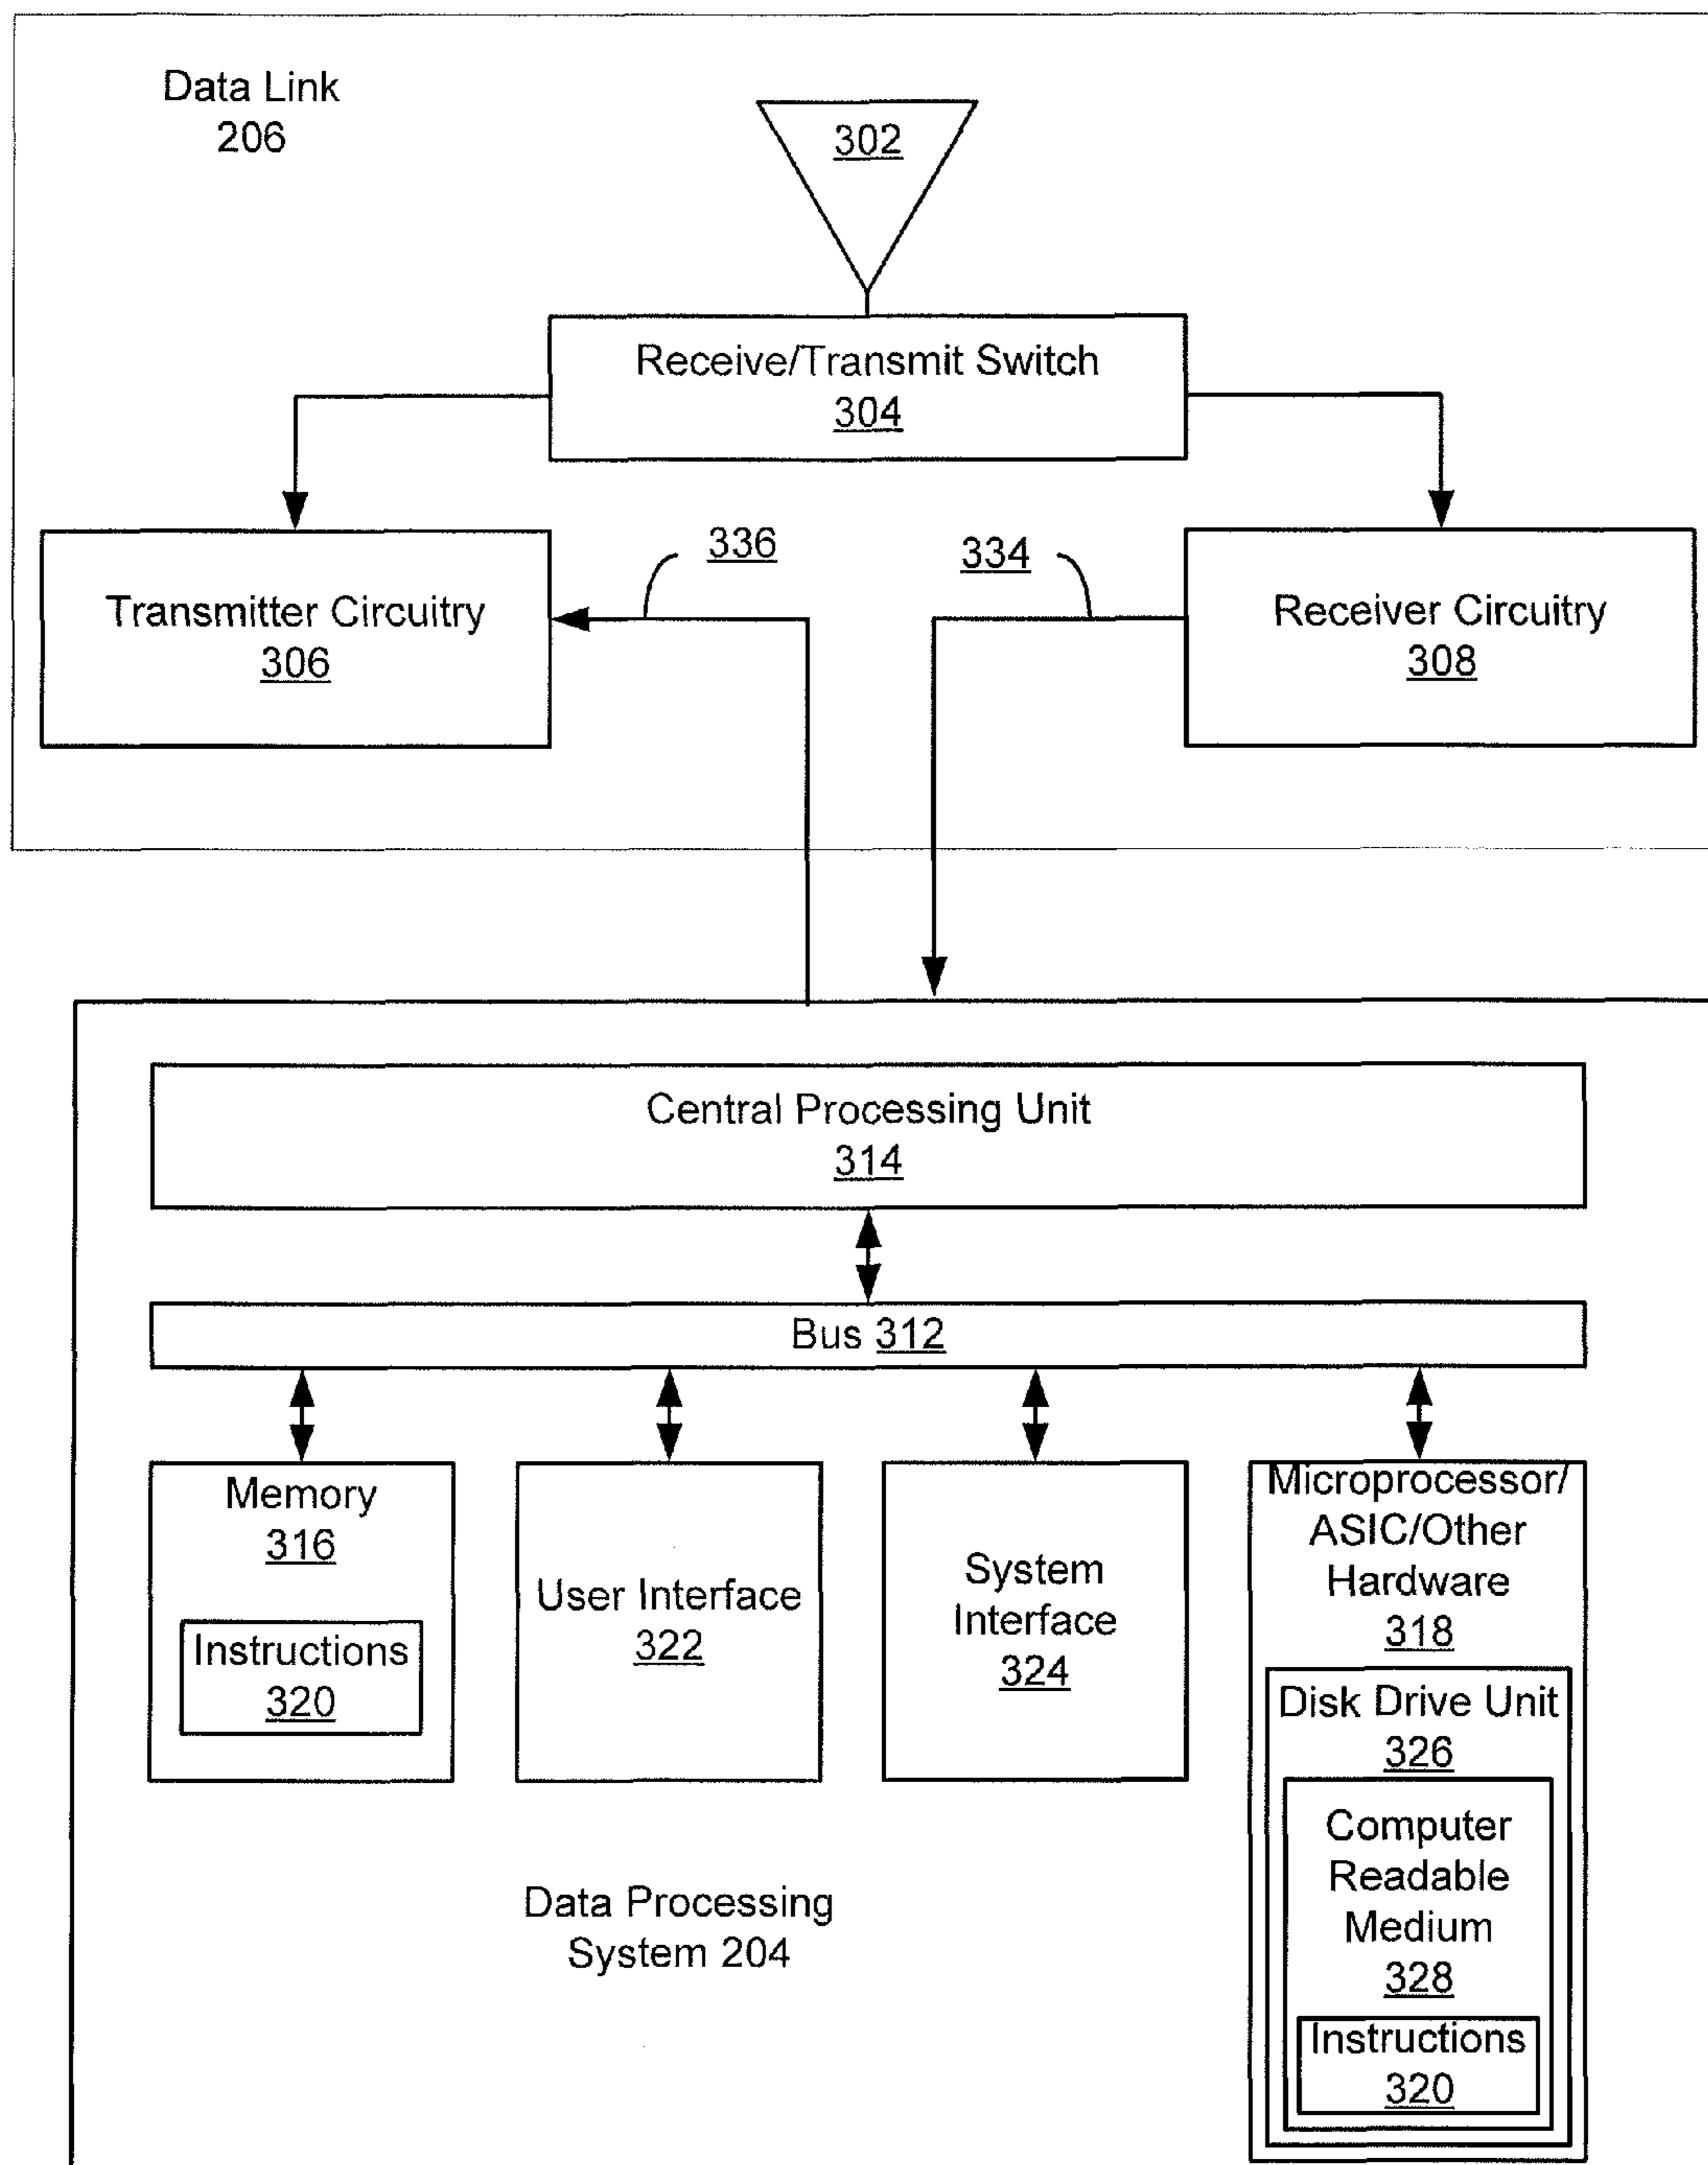 Data Link
206
302
Receive/Transmit Switch
304
336
334
Transmitter Circuitry
306
Receiver Circuitry
308
Central Processing Unit
314
Bus 312
Memory
316
Instructions
320
User Interface
322
System
Interface
324
Microprocessor/
ASIC/Other
Hardware
318
Disk Drive Unit
326
Computer
Readable
Medium
328
Instructions
320
Data Processing
System 204